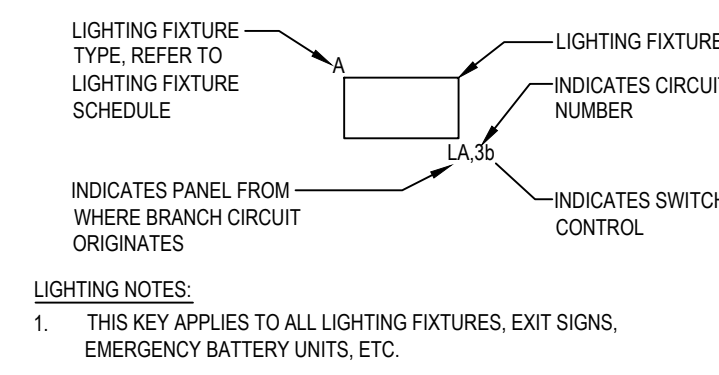 LIGHTING FIXTURE
TYPE, REFER TO
LIGHTING FIXTURE
SCHEDULE
A
LIGHTING FIXTURE
INDICATES CIRCUIT
NUMBER
LA,3b
INDICATES PANEL FROM
WHERE BRANCH CIRCUIT
ORIGINATES
INDICATES SWITCH
CONTROL
LIGHTING NOTES:
1. THIS KEY APPLIES TO ALL LIGHTING FIXTURES, EXIT SIGNS,
EMERGENCY BATTERY UNITS, ETC.